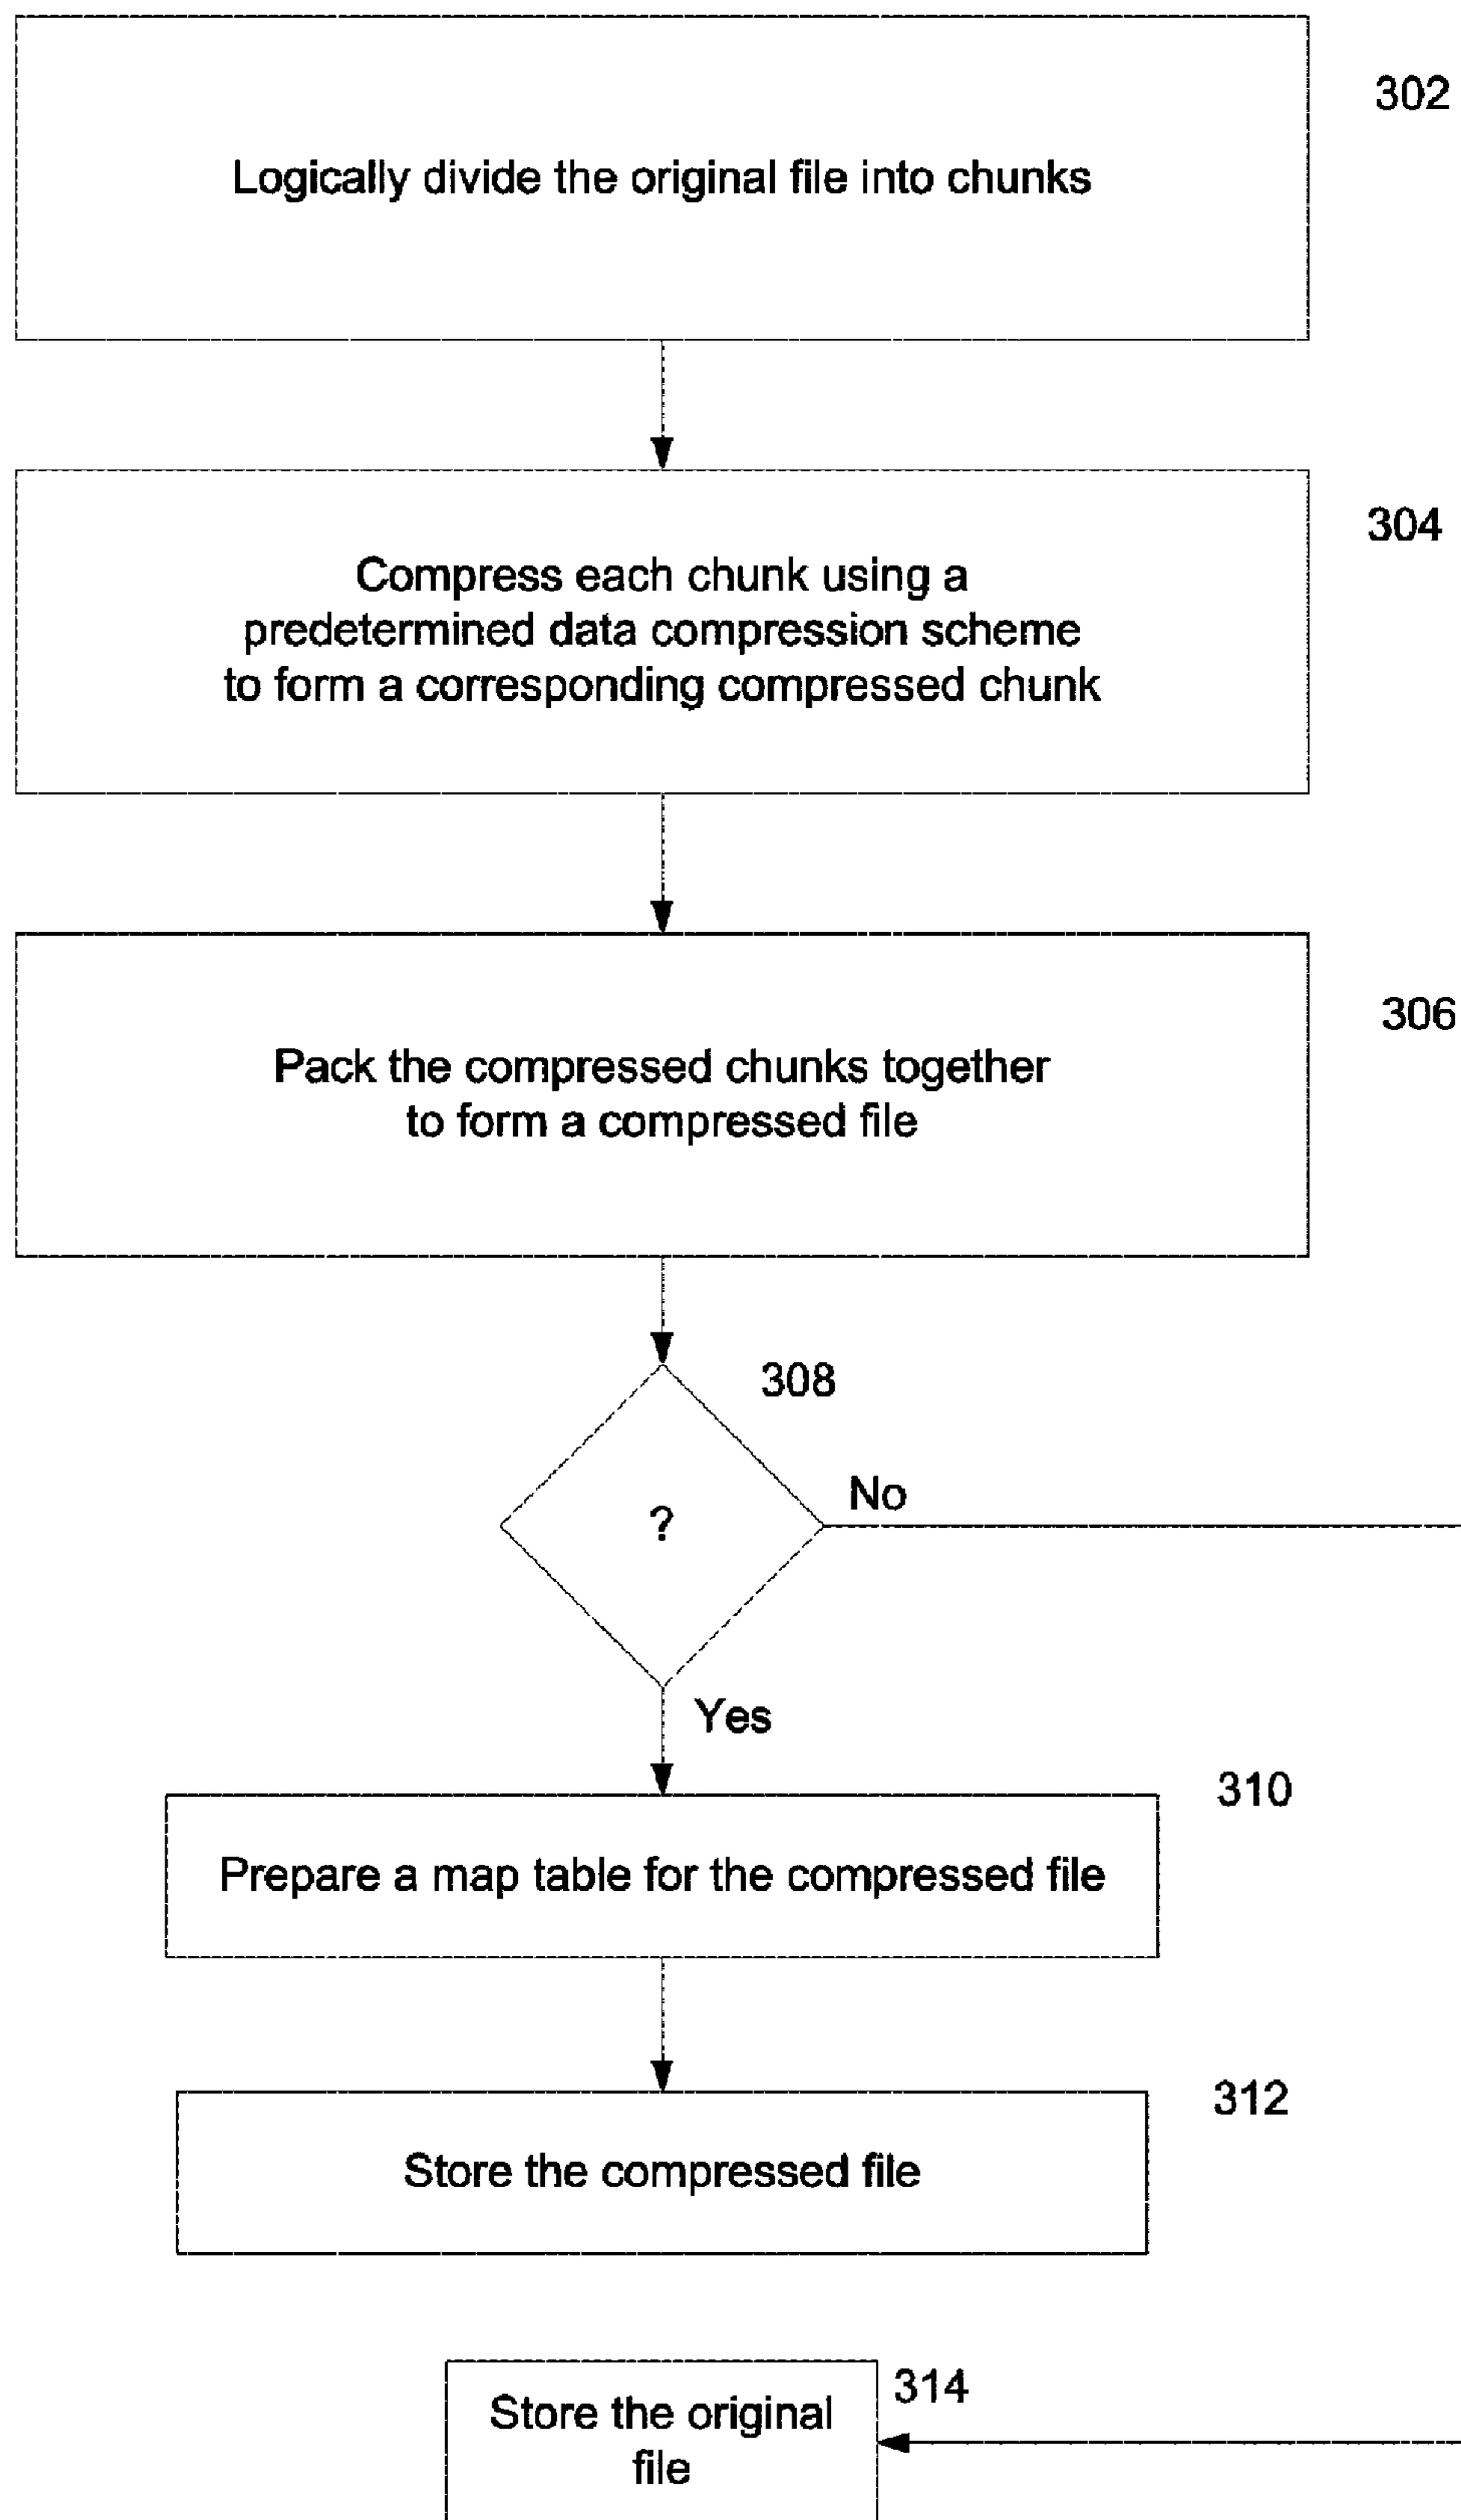 302
Logically divide the original file into chunks
304
Compress each chunk using a
predetermined data compression scheme
to form a corresponding compressed chunk
306
Pack the compressed chunks together
to form a compressed file
308
No
?
Yes
310
Prepare a map table for the compressed file
312
Store the compressed file
314
Store the original
file